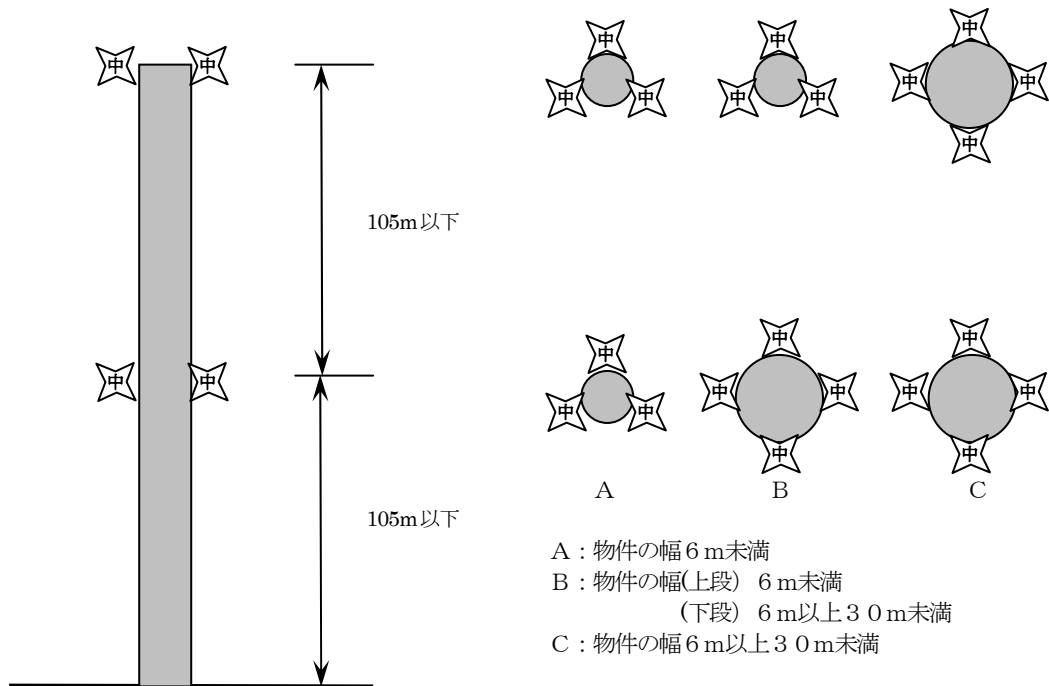 中 中 中 中 中
中 中 中 中 中 中
中
105m以下
中 中 中
中 中 中 中 中 中 中
中 中 中
A B C
105m以下
A：物件の幅6m未満
B：物件の幅(上段) 6m未満
(下段) 6m以上30m未満
C：物件の幅6m以上30m未満